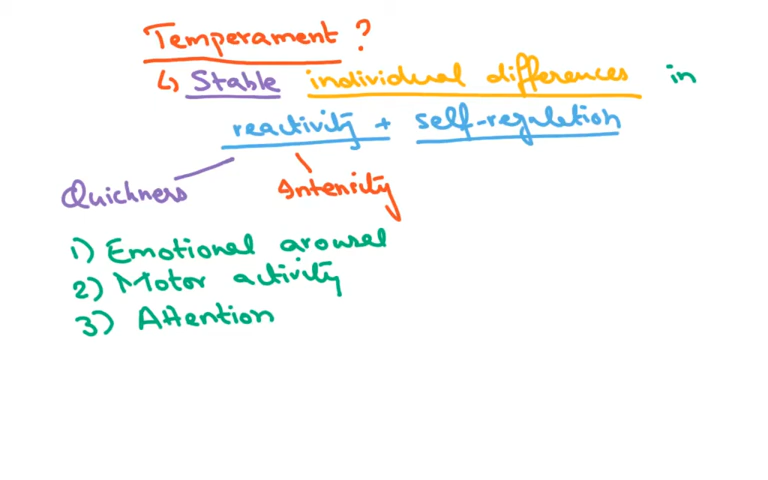 Temperament ?
↳ Stable individual differences in
reactivity + self-regulation
Quickness Intensity
1) Emotional arousal
2) Motor activity
3) Attention